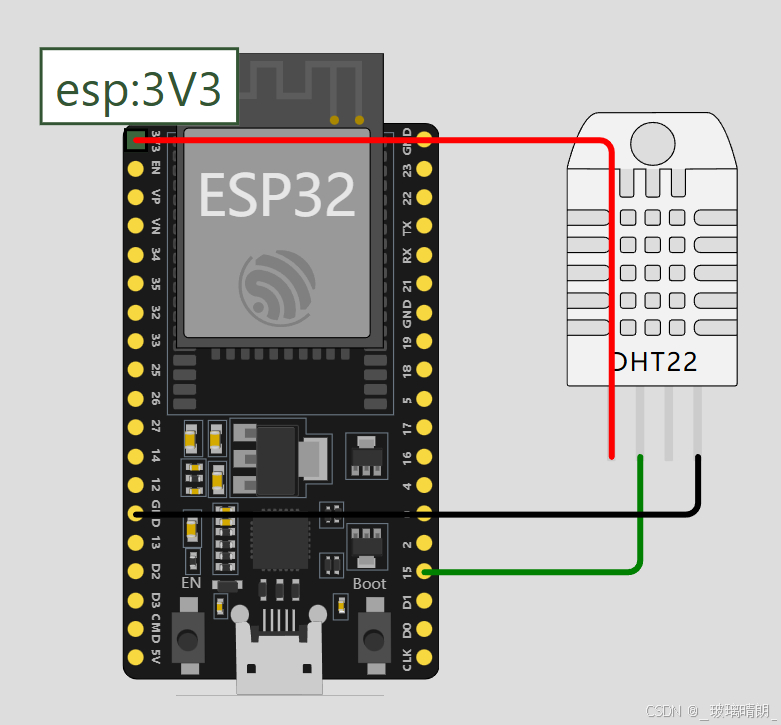 esp:3V3
ESP32
3V3
EN
VP
VN
34
35
32
33
25
26
27
14
12
13
D2
D3
CMD
5V
GND
23
22
TX
RX
21
GND
19
18
5
17
16
4
2
15
D1
D0
CLK
EN
Boot
DHT22
CSDN @_玻璃晴朗_